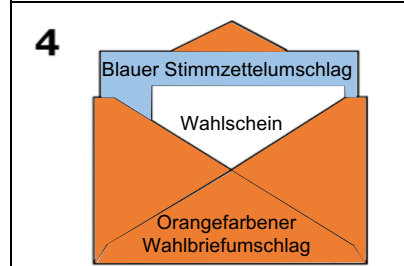 4
Blauer Stimmzettelumschlag
Wahlschein
Orangefarbener
Wahlbriefumschlag